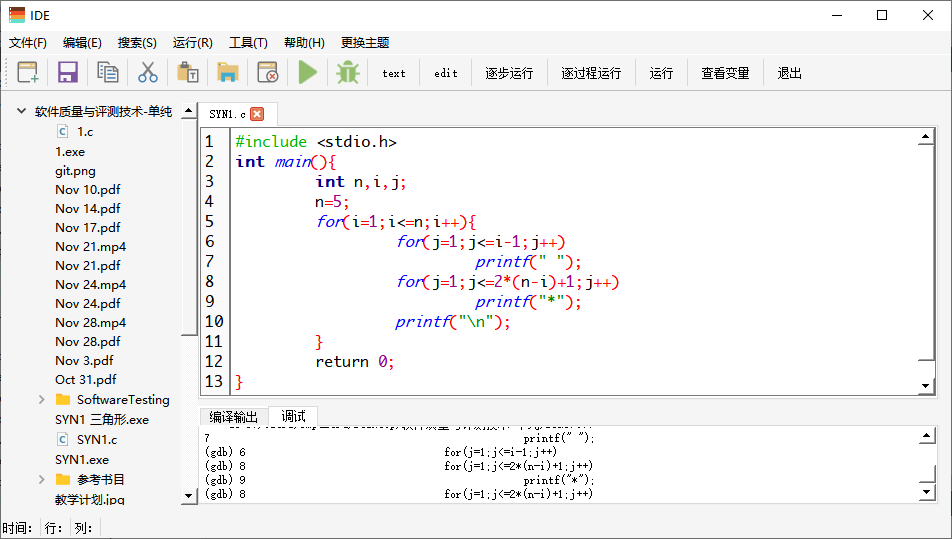 IDE
文件(F) 编辑(E) 搜索(S) 运行(R) 工具(T) 帮助(H) 更换主题
text edit 逐步运行 逐过程运行 运行 查看变量 退出
软件质量与评测技术-单纯
1.c
1.exe
git.png
Nov 10.pdf
Nov 14.pdf
Nov 17.pdf
Nov 21.mp4
Nov 21.pdf
Nov 24.mp4
Nov 24.pdf
Nov 28.mp4
Nov 28.pdf
Nov 3.pdf
Oct 31.pdf
SoftwareTesting
SYN1 三角形.exe
SYN1.c
SYN1.exe
参考书目
教学计划.jpg
SYN1.c
1 #include <stdio.h>
2 int main(){
3 int n,i,j;
4 n=5;
5 for(i=1;i<=n;i++){
6 for(j=1;j<=i-1;j++)
7 printf(" ");
8 for(j=1;j<=2*(n-i)+1;j++)
9 printf("*");
10 printf("\n");
11 }
12 return 0;
13 }
编译输出 调试
7 printf(" ");
(gdb) 6 for(j=1;j<=i-1;j++)
(gdb) 8 for(j=1;j<=2*(n-i)+1;j++)
(gdb) 9 printf("*");
(gdb) 8 for(j=1;j<=2*(n-i)+1;j++)
时间: 行: 列: